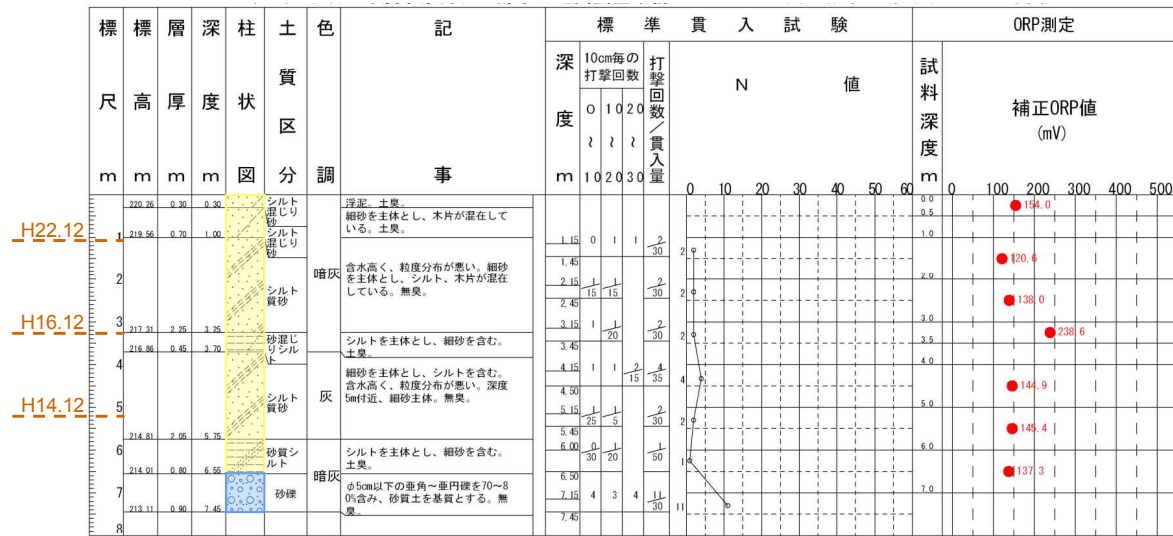 標尺 m
標高 m
層厚 m
深度 m
柱状図
土質区分
色調
記事
標準貫入試験
深度 m
10cm毎の打撃回数
0～10
10～20
20～30
打撃回数／貫入量
N値
0 10 20 30 40 50 60
ORP測定
試料深度 m
補正ORP値
(mV)
0 100 200 300 400 500
H22.12
H16.12
H14.12
1
2
3
4
5
6
7
8
220.26 0.30 0.30
シルト混じり砂
浮泥。土臭。
219.56 0.70 1.00
シルト混じり砂
細砂を主体とし、木片が混在して
いる。土臭。
暗灰
217.31 2.25 3.25
シルト質砂
含水高く、粒度分布が悪い。細砂
を主体とし、シルト、木片が混在
している。無臭。
216.86 0.45 3.70
砂混じりシルト
シルトを主体とし、細砂を含む。
土臭。
214.81 2.05 5.75
シルト質砂
灰
細砂を主体とし、シルトを含む。
含水高く、粒度分布が悪い。深度
5m付近、細砂主体。無臭。
214.01 0.80 6.55
砂質シルト
暗灰
シルトを主体とし、細砂を含む。
土臭。
213.11 0.90 7.45
砂礫
φ5cm以下の亜角～亜円礫を70～8
0%含み、砂質土を基質とする。無
臭。
1.15 0 1 1 2/30 2
1.45
2.15 1/15 1/15 2/30 2
2.45
3.15 1 1/20 2/30 2
3.45
4.15 1 1 2/15 4/35 4
4.50
5.15 1/25 1/5 2/30 2
5.45
6.00 0/30 1/20 1/50 1
6.50
7.15 4 3 4 11/30 11
7.45
0.0
0.5
154.0
1.0
120.6
2.0
138.0
3.0
238.6
3.5
4.0
144.9
5.0
145.4
6.0
137.3
7.0